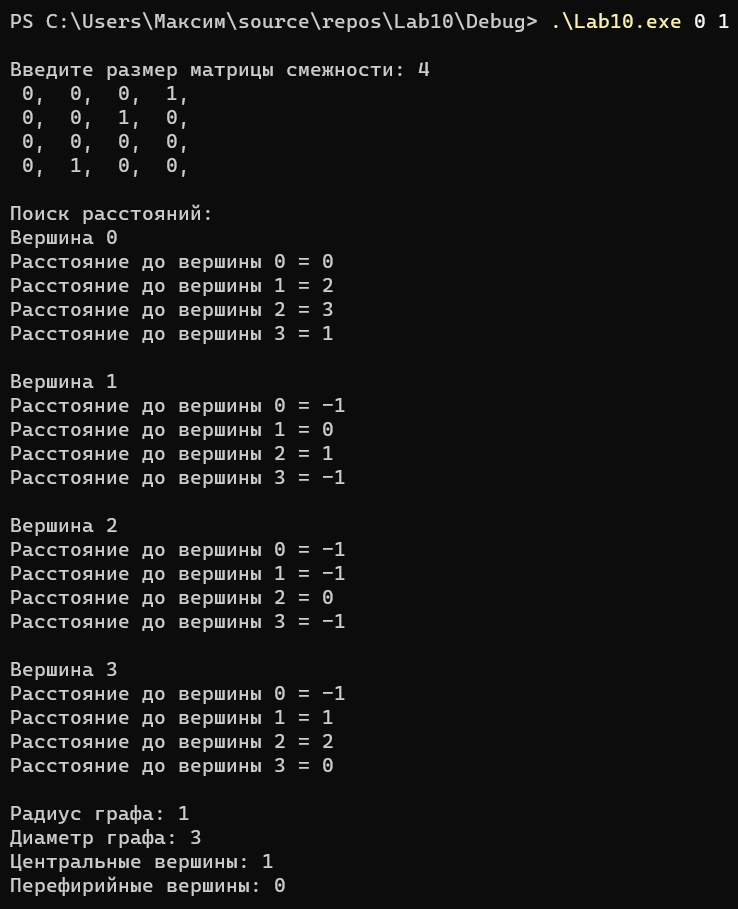 PS C:\Users\Максим\source\repos\Lab10\Debug> .\Lab10.exe 0 1
Введите размер матрицы смежности: 4
0, 0, 0, 1,
0, 0, 1, 0,
0, 0, 0, 0,
0, 1, 0, 0,
Поиск расстояний:
Вершина 0
Расстояние до вершины 0 = 0
Расстояние до вершины 1 = 2
Расстояние до вершины 2 = 3
Расстояние до вершины 3 = 1
Вершина 1
Расстояние до вершины 0 = -1
Расстояние до вершины 1 = 0
Расстояние до вершины 2 = 1
Расстояние до вершины 3 = -1
Вершина 2
Расстояние до вершины 0 = -1
Расстояние до вершины 1 = -1
Расстояние до вершины 2 = 0
Расстояние до вершины 3 = -1
Вершина 3
Расстояние до вершины 0 = -1
Расстояние до вершины 1 = 1
Расстояние до вершины 2 = 2
Расстояние до вершины 3 = 0
Радиус графа: 1
Диаметр графа: 3
Центральные вершины: 1
Перефирийные вершины: 0